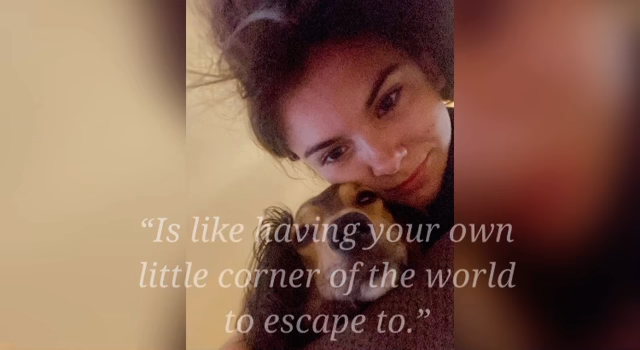 “Is like having your own
little corner of the world
to escape to.”